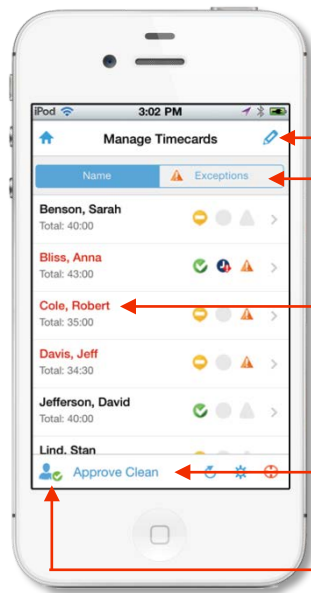 iPod 3:02 PM
Manage Timecards
Name Exceptions
Benson, Sarah
Total: 40:00
Bliss, Anna
Total: 43:00
Cole, Robert
Total: 35:00
Davis, Jeff
Total: 34:30
Jefferson, David
Total: 40:00
Lind, Stan
Approve Clean